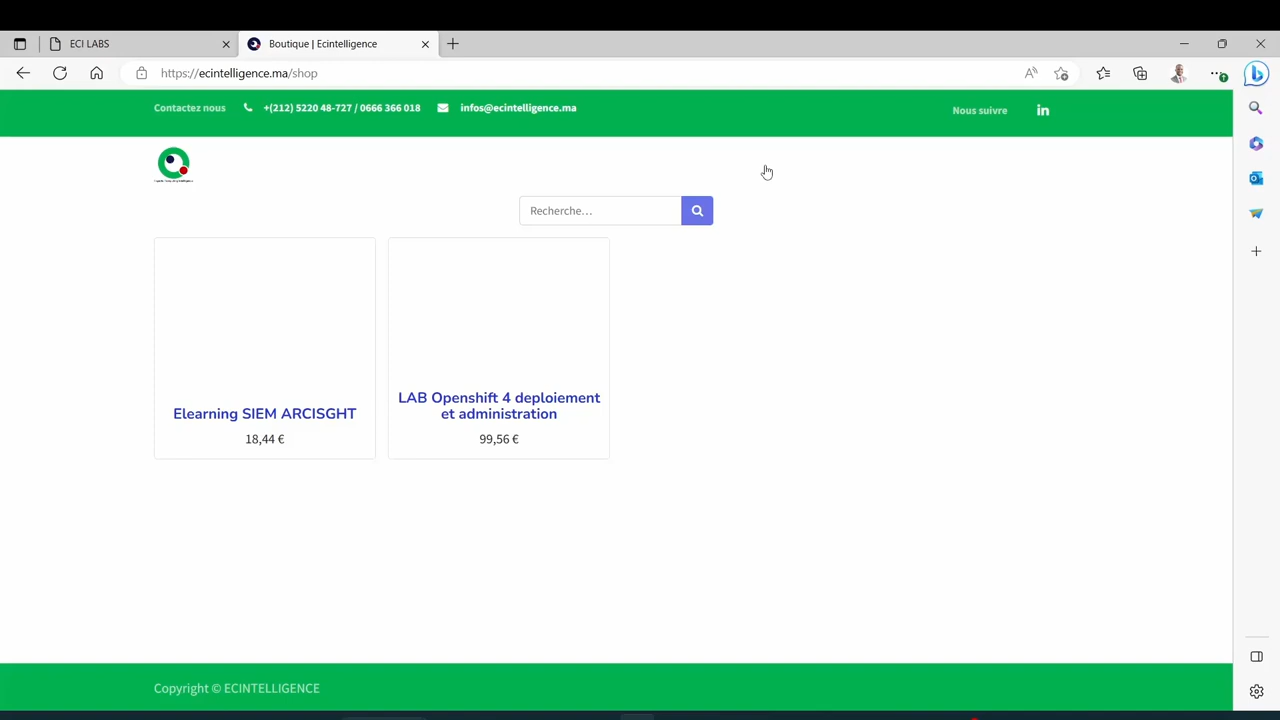 ECI LABS
Boutique | Ecintelligence
https://ecintelligence.ma/shop
Contactez nous +(212) 5220 48-727 / 0666 366 018 infos@ecintelligence.ma
Nous suivre
Recherche...
Elearning SIEM ARCISGHT
18,44 €
LAB Openshift 4 deploiement
et administration
99,56 €
Copyright © ECINTELLIGENCE